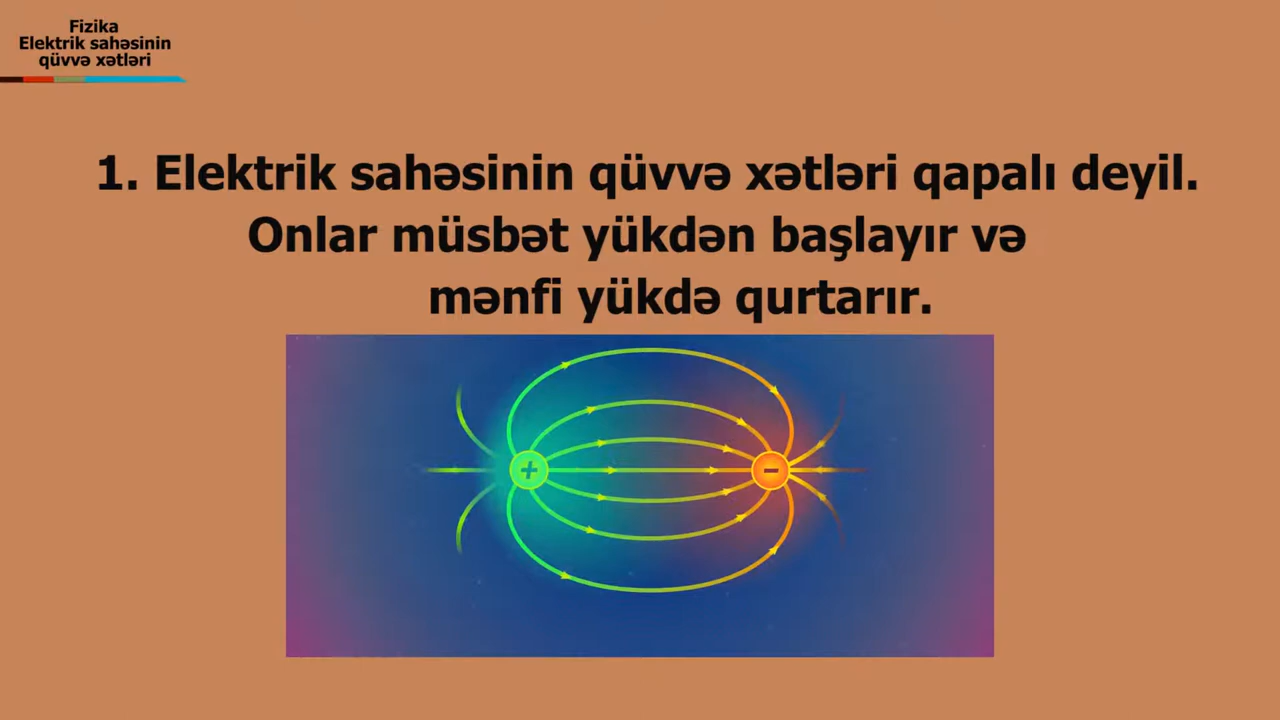 Fizika
Elektrik sahəsinin
qüvvə xətləri
1. Elektrik sahəsinin qüvvə xətləri qapalı deyil.
Onlar müsbət yükdən başlayır və
mənfi yükdə qurtarır.
+
−